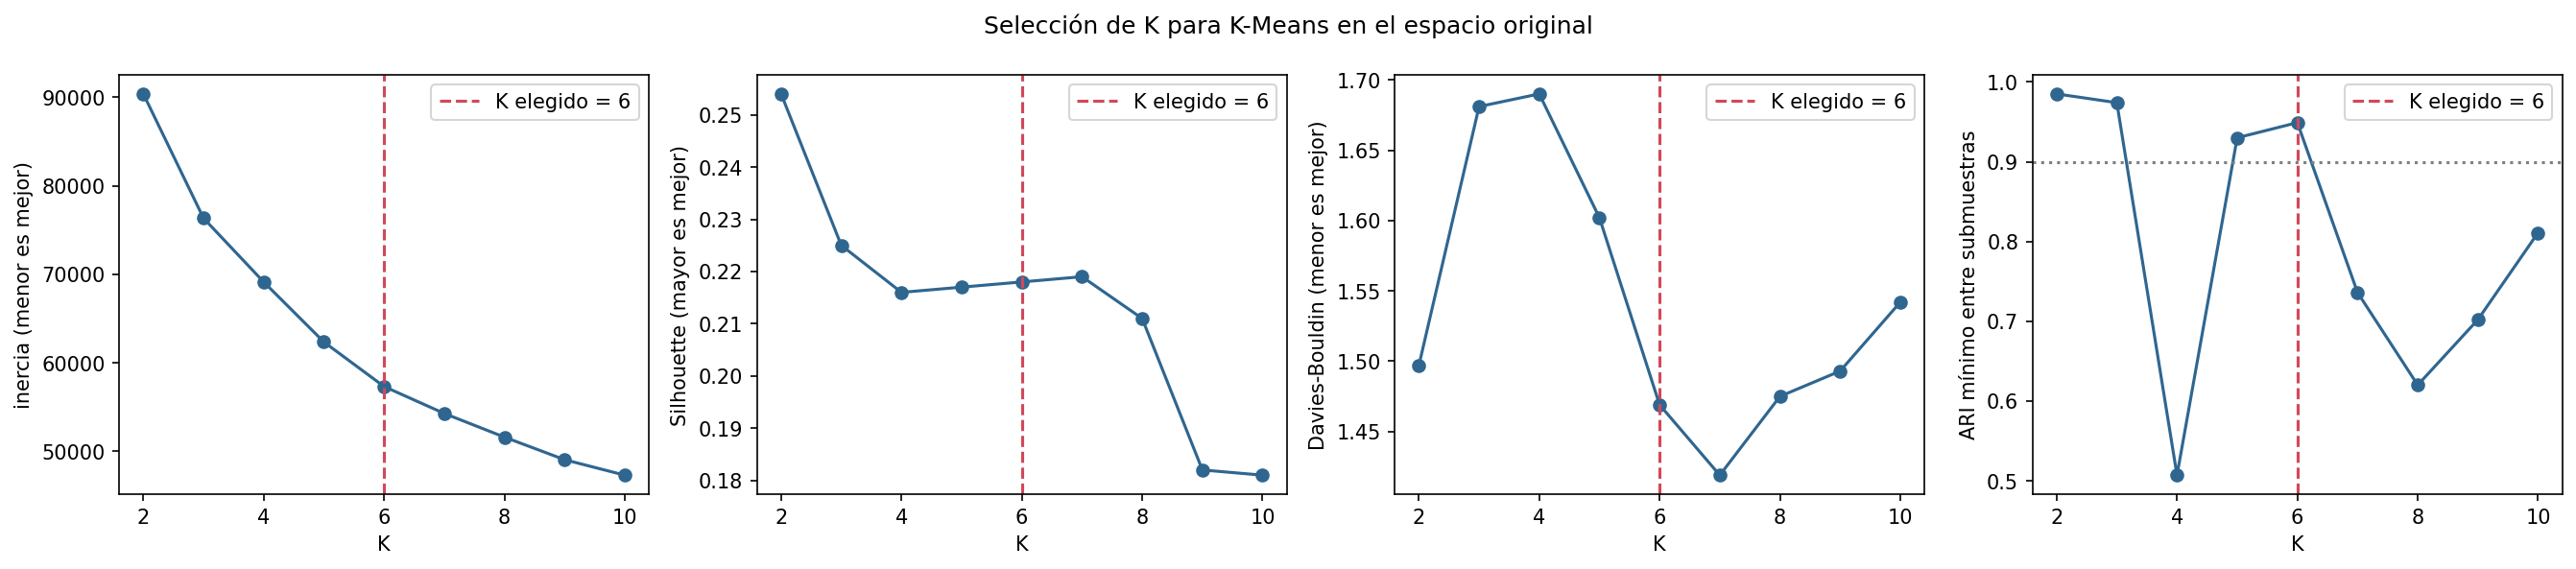 Selección de K para K-Means en el espacio original
inercia (menor es mejor)
90000
80000
70000
60000
50000
2 4 6 8 10
K
K elegido = 6
Silhouette (mayor es mejor)
0.25
0.24
0.23
0.22
0.21
0.20
0.19
0.18
2 4 6 8 10
K
K elegido = 6
Davies-Bouldin (menor es mejor)
1.70
1.65
1.60
1.55
1.50
1.45
2 4 6 8 10
K
K elegido = 6
ARI mínimo entre submuestras
1.0
0.9
0.8
0.7
0.6
0.5
2 4 6 8 10
K
K elegido = 6